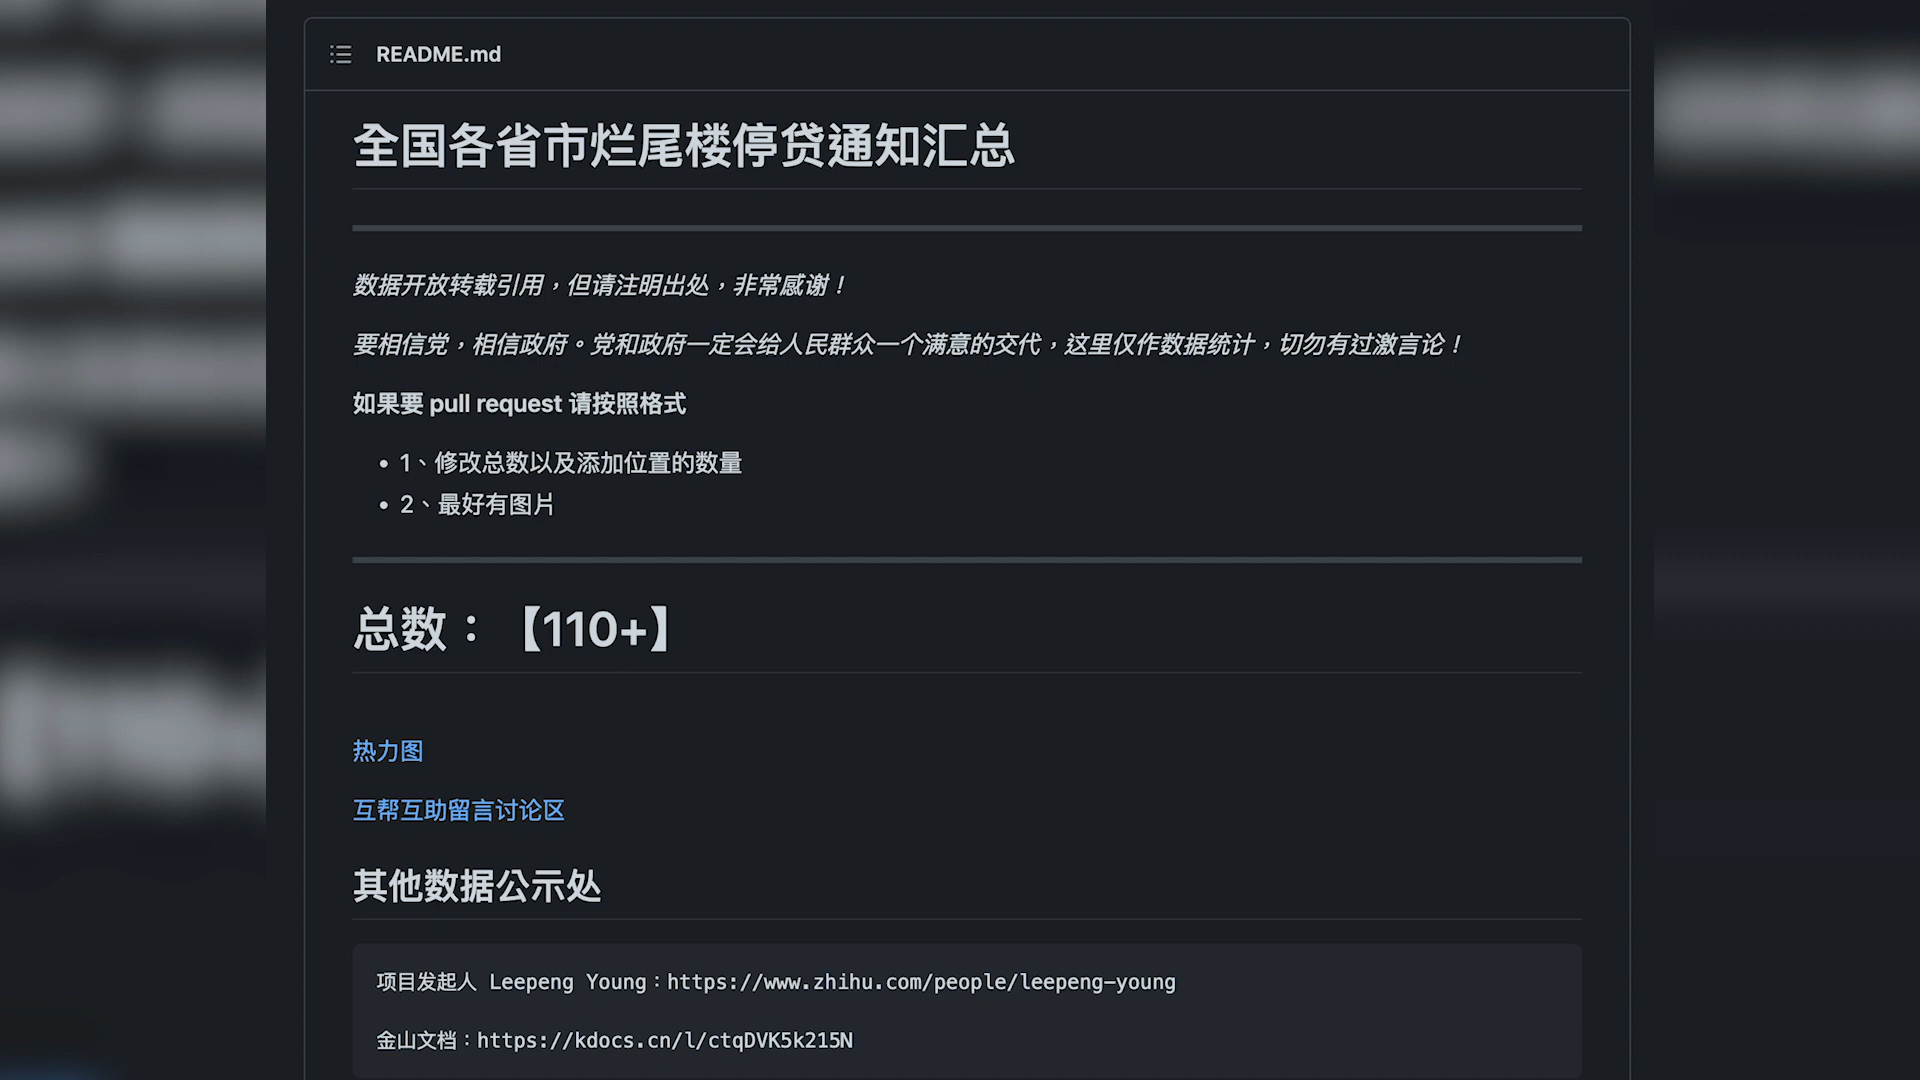 README.md
全国各省市烂尾楼停贷通知汇总
数据开放转载引用，但请注明出处，非常感谢！
要相信党，相信政府。党和政府一定会给人民群众一个满意的交代，这里仅作数据统计，切勿有过激言论！
如果要 pull request 请按照格式
• 1、修改总数以及添加位置的数量
• 2、最好有图片
总数：【110+】
热力图
互帮互助留言讨论区
其他数据公示处
项目发起人 Leepeng Young：https://www.zhihu.com/people/leepeng-young
金山文档：https://kdocs.cn/l/ctqDVK5k215N